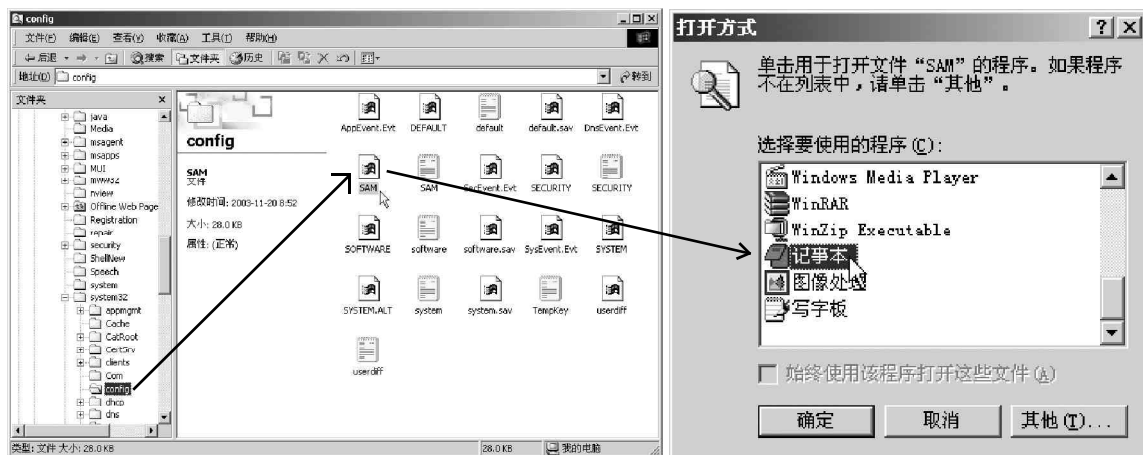 config
文件(F) 编辑(E) 查看(V) 收藏(A) 工具(T) 帮助(H)
后退 搜索 文件夹 历史
地址(D) config 转到
文件夹
java
Media
msagent
msapps
MUI
mww32
nview
Offline Web Page
Registration
repair
security
ShellNew
Speech
system
system32
appmgmt
Cache
CatRoot
CertSrv
clients
Com
config
dhcp
dns
config
SAM
文件
修改时间: 2003-11-20 8:52
大小: 28.0 KB
属性: (正常)
AppEvent.Evt DEFAULT default default.sav DnsEvent.Evt
SAM SAM SecEvent.Evt SECURITY SECURITY
SOFTWARE software software.sav SysEvent.Evt SYSTEM
SYSTEM.ALT system system.sav TempKey userdiff
userdiff
类型: 文件 大小: 28.0 KB 28.0 KB 我的电脑
打开方式
单击用于打开文件“SAM”的程序。如果程序
不在列表中，请单击“其他”。
选择要使用的程序(C):
Windows Media Player
WinRAR
WinZip Executable
记事本
图像处理
写字板
始终使用该程序打开这些文件(A)
确定 取消 其他(T)...